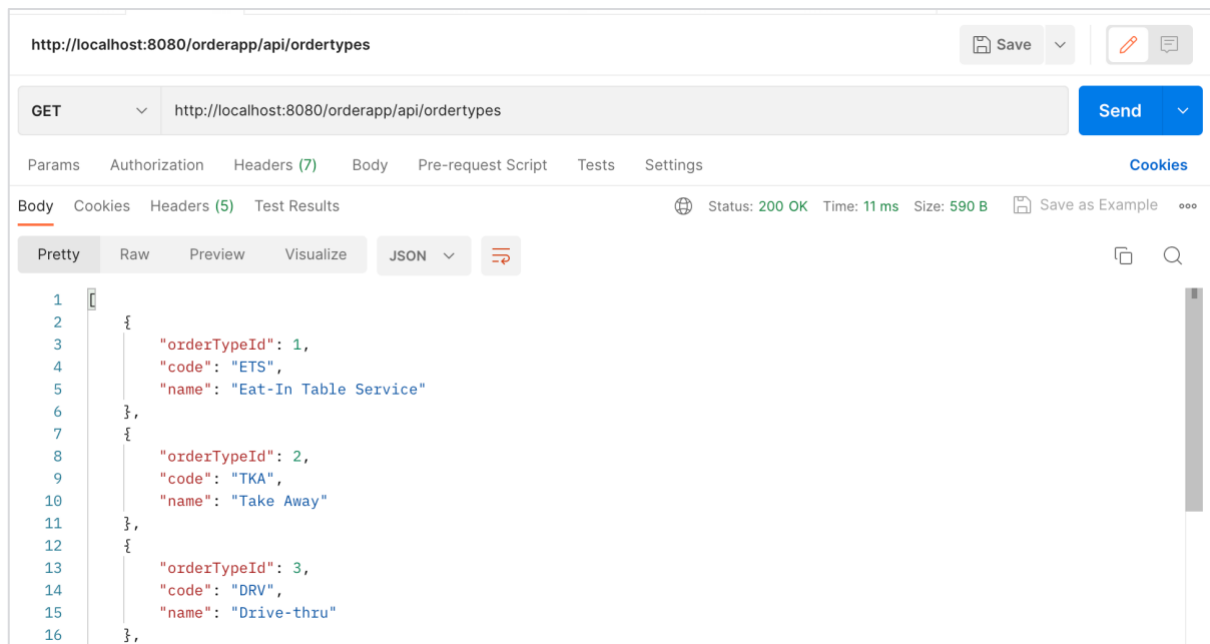 http://localhost:8080/orderapp/api/ordertypes Save
GET http://localhost:8080/orderapp/api/ordertypes Send
Params Authorization Headers (7) Body Pre-request Script Tests Settings Cookies
Body Cookies Headers (5) Test Results Status: 200 OK Time: 11 ms Size: 590 B Save as Example
Pretty Raw Preview Visualize JSON
1 [
2 {
3 "orderTypeId": 1,
4 "code": "ETS",
5 "name": "Eat-In Table Service"
6 },
7 {
8 "orderTypeId": 2,
9 "code": "TKA",
10 "name": "Take Away"
11 },
12 {
13 "orderTypeId": 3,
14 "code": "DRV",
15 "name": "Drive-thru"
16 },